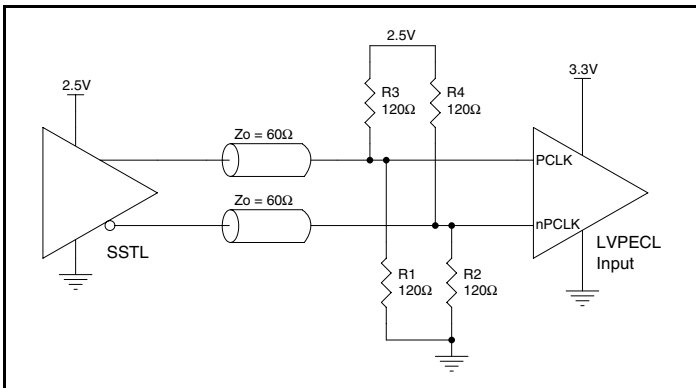 2.5V
2.5V
3.3V
R3
120Ω
R4
120Ω
Zo = 60Ω
PCLK
Zo = 60Ω
nPCLK
SSTL
LVPECL
Input
R1
120Ω
R2
120Ω